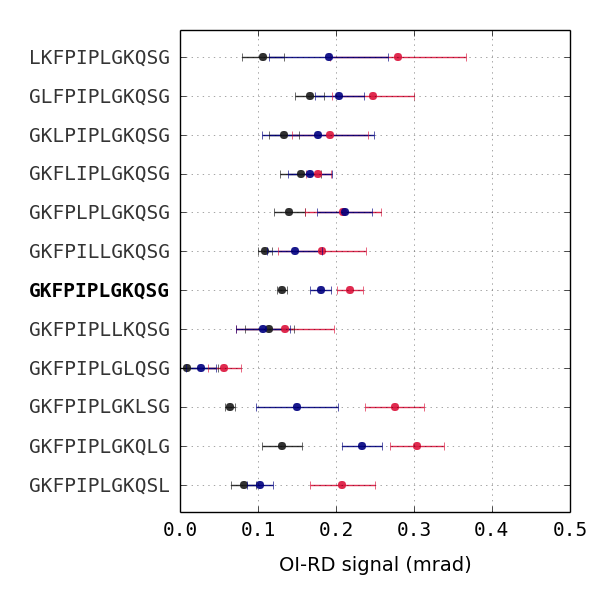 LKFPIPLGKQSG
GLFPIPLGKQSG
GKLPIPLGKQSG
GKFLIPLGKQSG
GKFPLPLGKQSG
GKFPILLGKQSG
GKFPIPLGKQSG
GKFPIPLLKQSG
GKFPIPLGLQSG
GKFPIPLGKLSG
GKFPIPLGKQLG
GKFPIPLGKQSL
0.0 0.1 0.2 0.3 0.4 0.5
OI-RD signal (mrad)